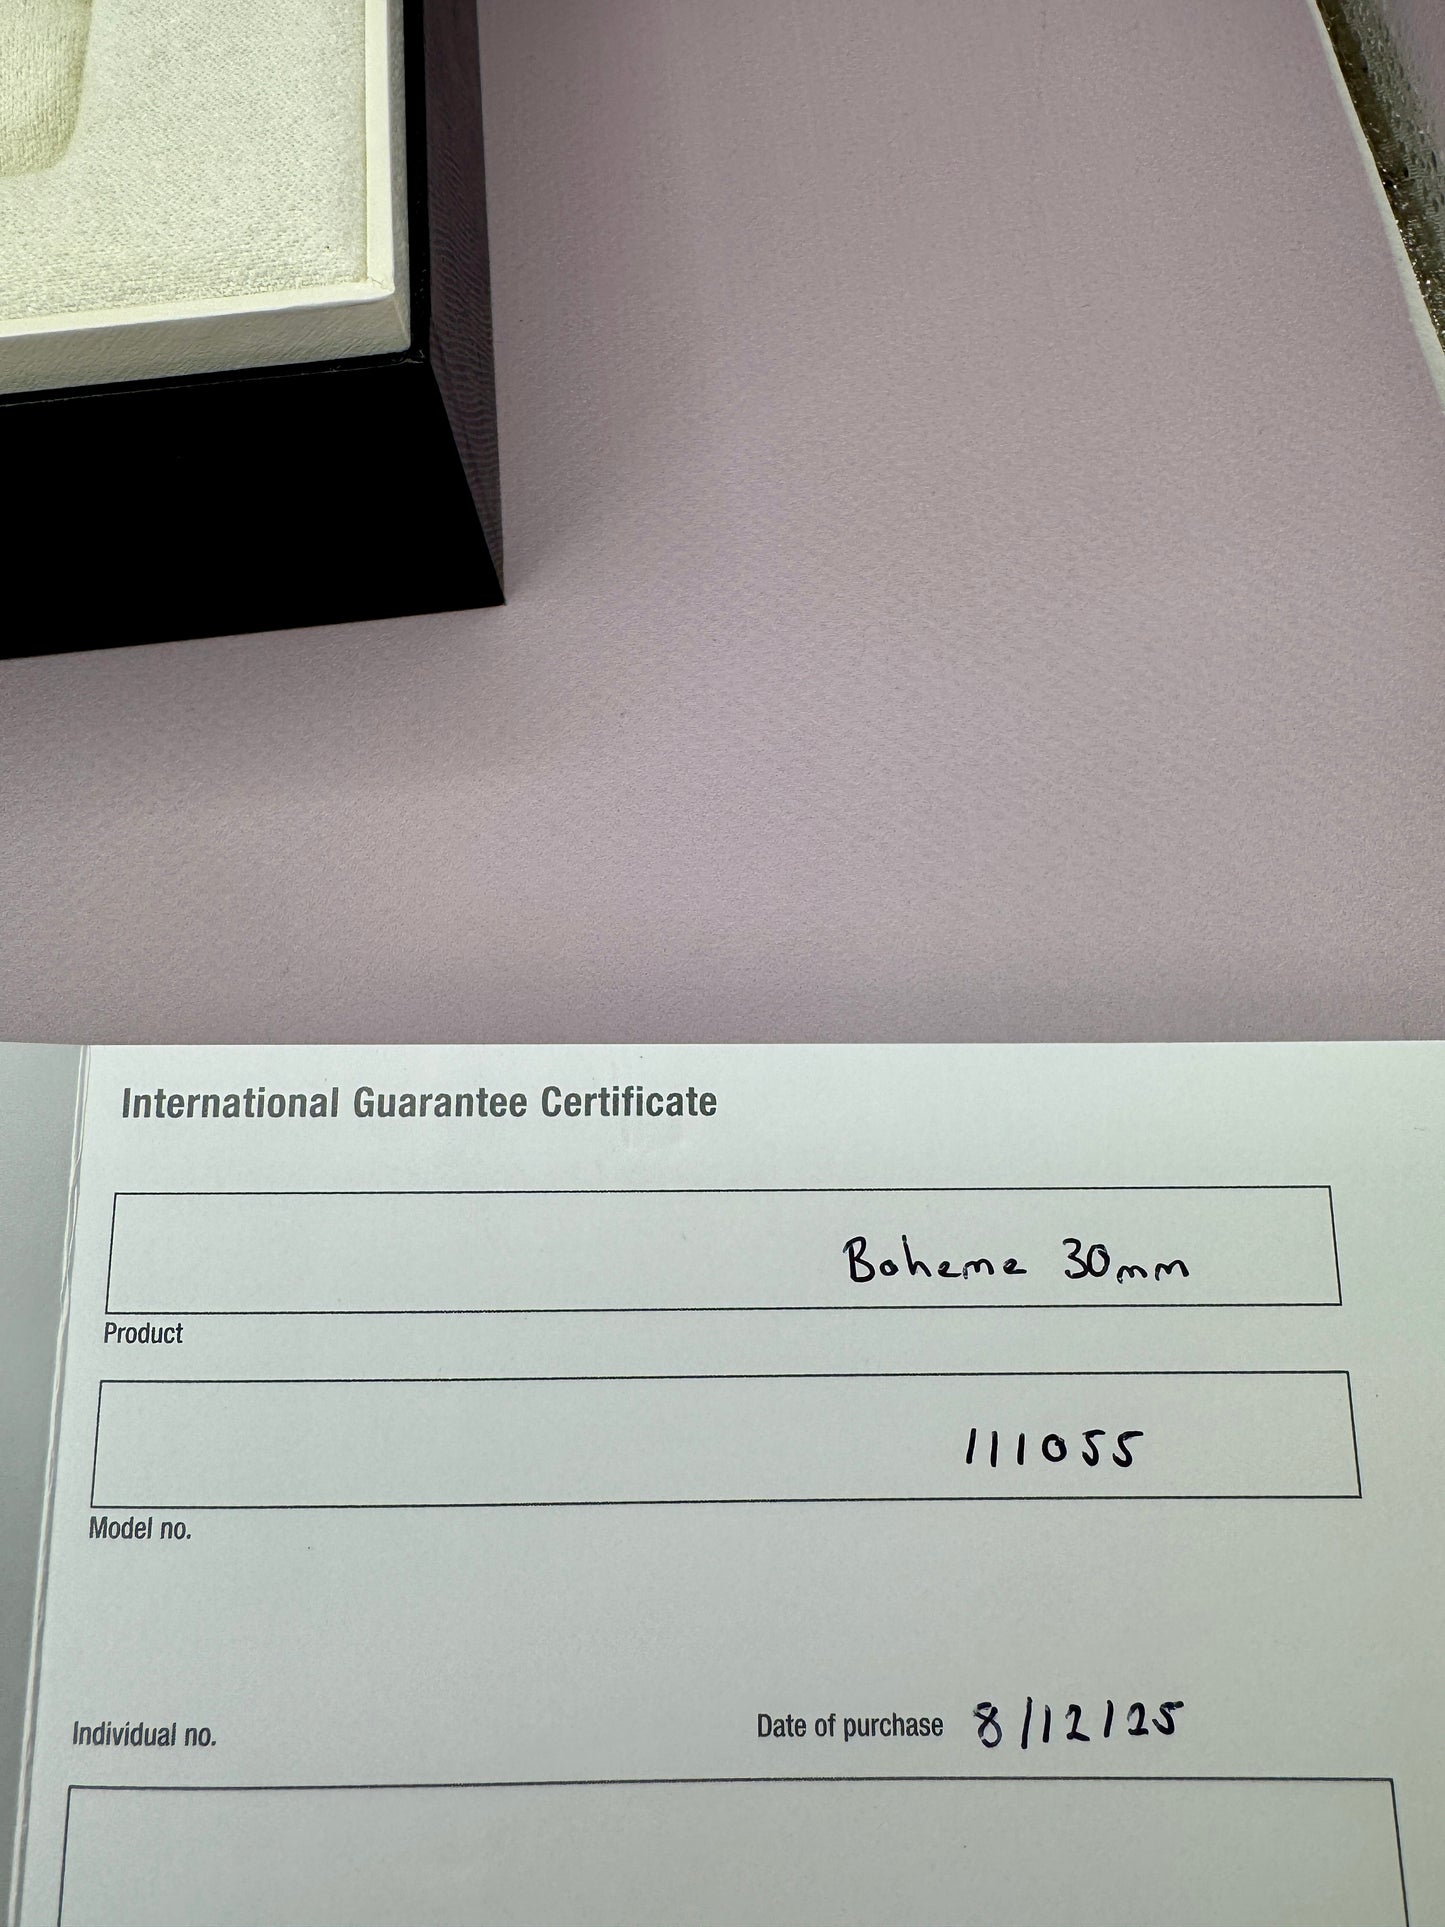 International Guarantee Certificate
Boheme 30mm
Product
111055
Model no.
Individual no.
Date of purchase 8/12/25